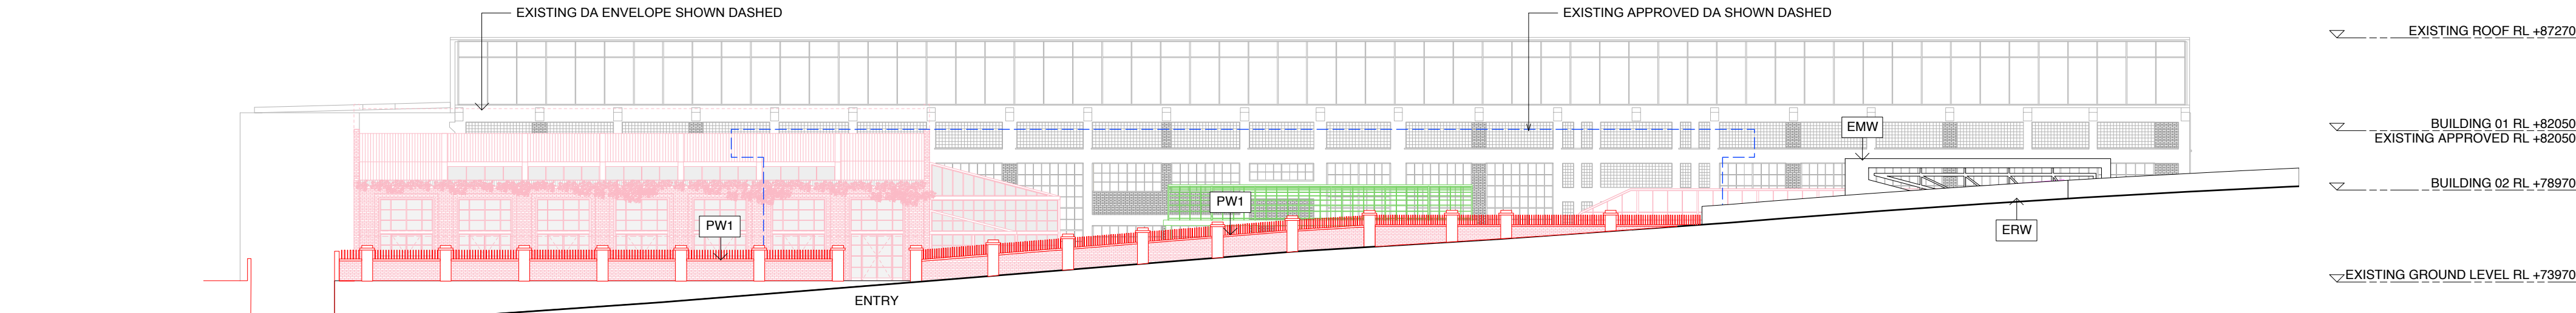 EXISTING DA ENVELOPE SHOWN DASHED
EXISTING APPROVED DA SHOWN DASHED
EXISTING ROOF RL +87270
BUILDING 01 RL +82050
EXISTING APPROVED RL +82050
EMW
BUILDING 02 RL +78970
PW1
PW1
ERW
EXISTING GROUND LEVEL RL +73970
ENTRY